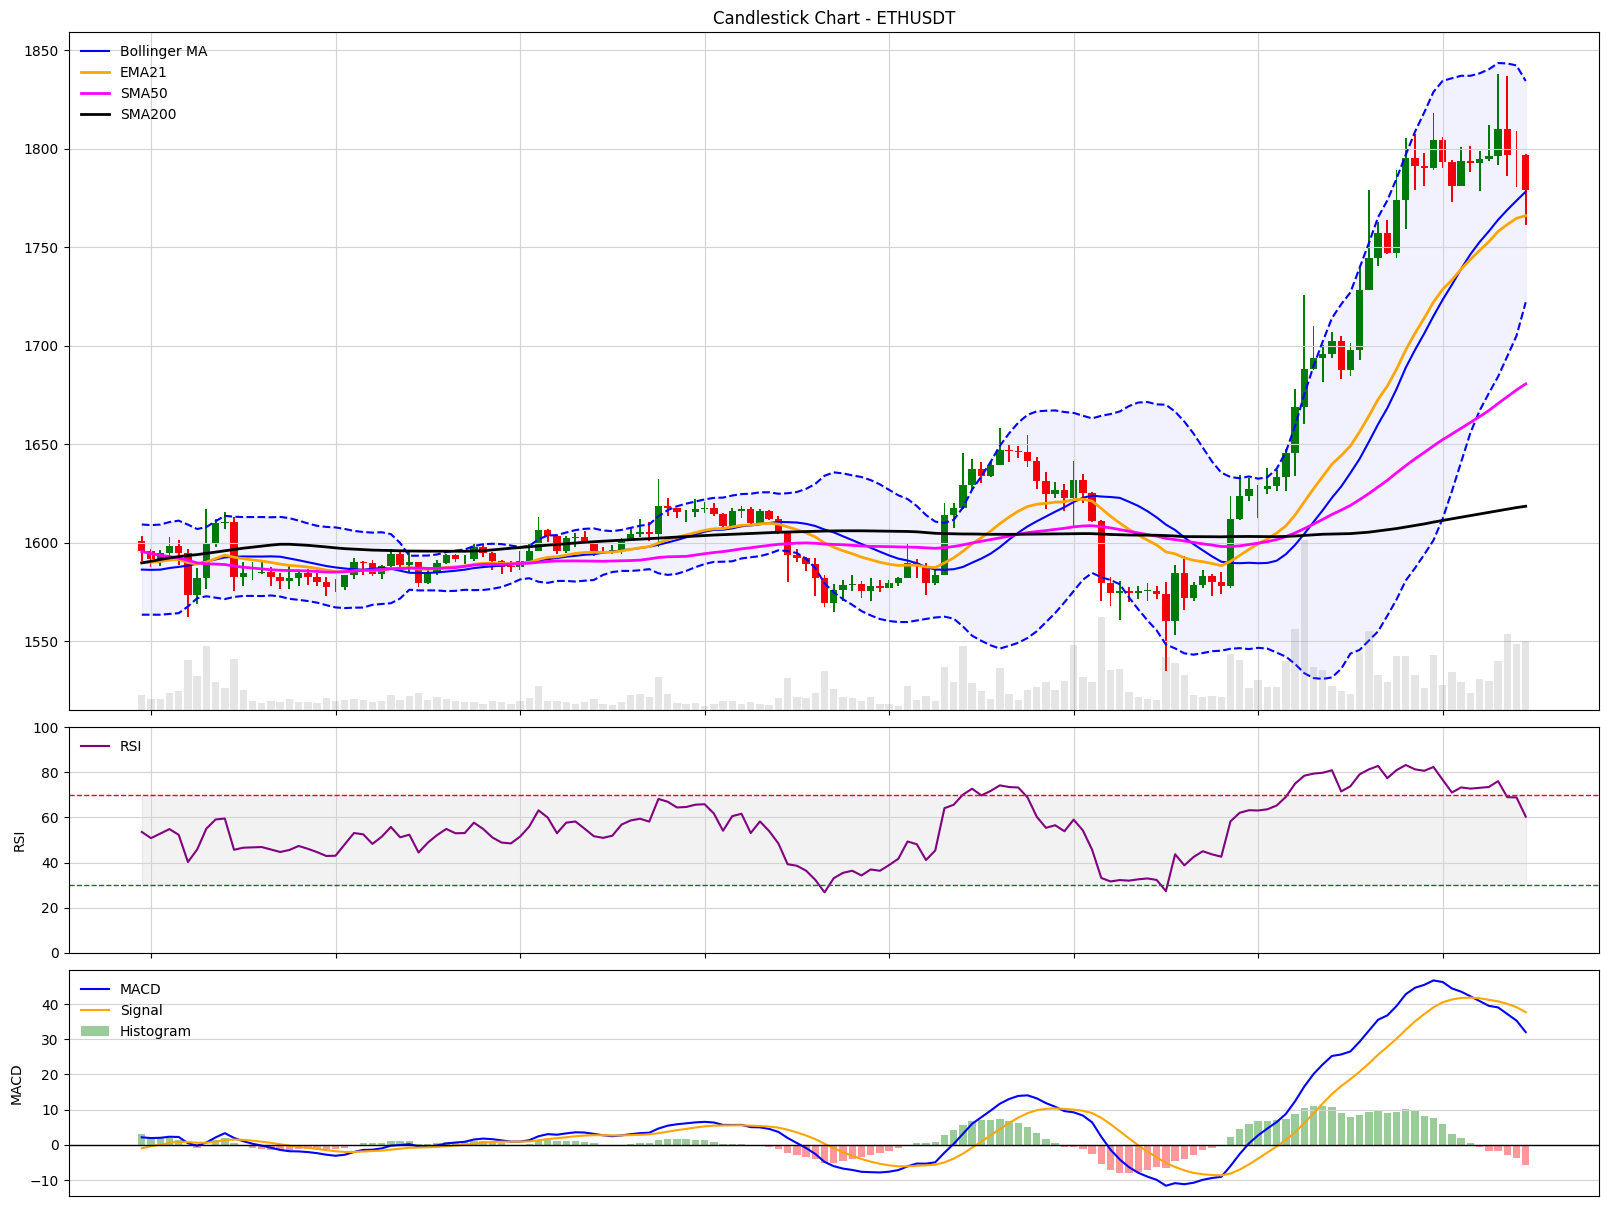 Candlestick Chart - ETHUSDT
Bollinger MA
EMA21
SMA50
SMA200
1850
1800
1750
1700
1650
1600
1550
RSI
RSI
100
80
60
40
20
0
MACD
Signal
Histogram
MACD
40
30
20
10
0
−10